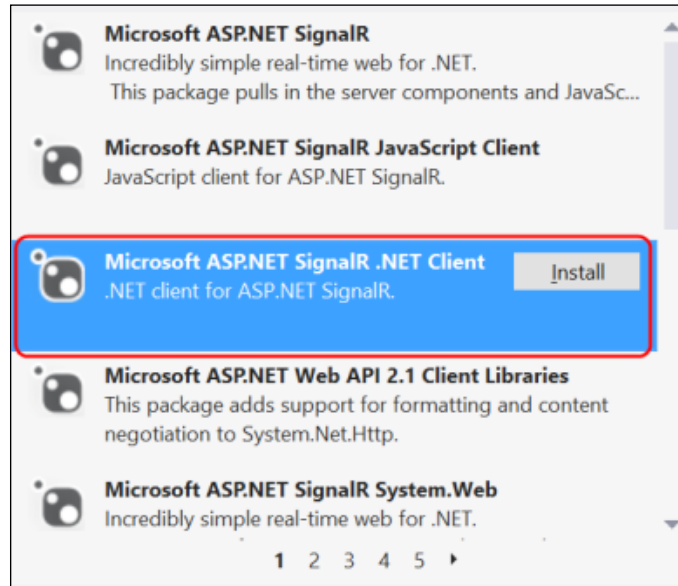 Microsoft ASP.NET SignalR
Incredibly simple real-time web for .NET.
This package pulls in the server components and JavaSc...
Microsoft ASP.NET SignalR JavaScript Client
JavaScript client for ASP.NET SignalR.
Microsoft ASP.NET SignalR .NET Client
Install
.NET client for ASP.NET SignalR.
Microsoft ASP.NET Web API 2.1 Client Libraries
This package adds support for formatting and content
negotiation to System.Net.Http.
Microsoft ASP.NET SignalR System.Web
Incredibly simple real-time web for .NET.
1 2 3 4 5